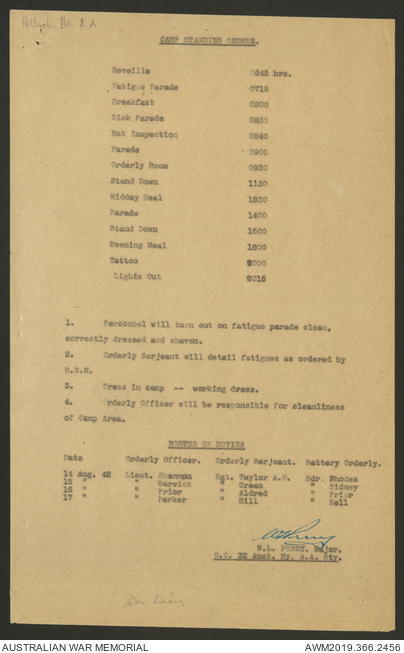 Attach. No. 2 A
CAMP STANDING ORDERS.
Reveille 0645 hrs.
Fatigue Parade 0715
Breakfast 0800
Sick Parade 0830
Hut Inspection 0840
Parade 0900
Orderly Room 0930
Stand Down 1130
Midday Meal 1230
Parade 1400
Stand Down 1600
Evening Meal 1800
Tattoo 2000
Lights Out 2015
1. Personnel will turn out on fatigue parade clean,
correctly dressed and shaven.
2. Orderly Serjeant will detail fatigues as ordered by
B.S.M.
3. Dress in camp -- working dress.
4. Orderly Officer will be responsible for cleanliness
of Camp Area.
ROSTER OF DUTIES
Date Orderly Officer. Orderly Serjeant. Battery Orderly.
14 Aug. 42 Lieut. Shannon Sgt. Taylor A.F. Bdr. Rhodes
15 " " Barwick " Green " Sidney
16 " " Prior " Aldred " Prior
17 " " Parker " Hill " Bell
W.L. PERRY. Major.
O.C. 32 Aust. Hy. A.A. Bty.
War Diary
AUSTRALIAN WAR MEMORIAL AWM2019.366.2456